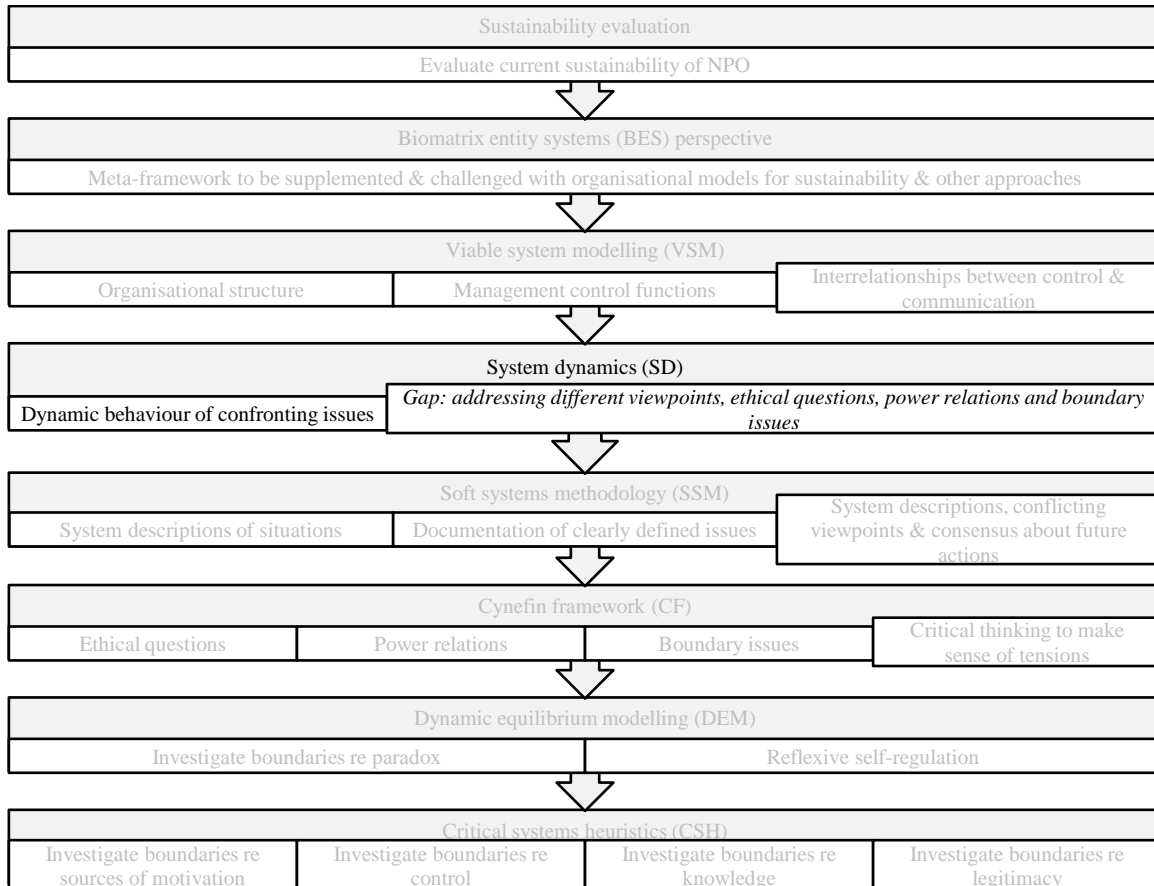 Sustainability evaluation
Evaluate current sustainability of NPO
Biomatrix entity systems (BES) perspective
Meta-framework to be supplemented & challenged with organisational models for sustainability & other approaches
Viable system modelling (VSM)
Organisational structure
Management control functions
Interrelationships between control &
communication
System dynamics (SD)
Dynamic behaviour of confronting issues
Gap: addressing different viewpoints, ethical questions, power relations and boundary
issues
Soft systems methodology (SSM)
System descriptions of situations
Documentation of clearly defined issues
System descriptions, conflicting
viewpoints & consensus about future
actions
Cynefin framework (CF)
Ethical questions
Power relations
Boundary issues
Critical thinking to make
sense of tensions
Dynamic equilibrium modelling (DEM)
Investigate boundaries re paradox
Reflexive self-regulation
Critical systems heuristics (CSH)
Investigate boundaries re
sources of motivation
Investigate boundaries re
control
Investigate boundaries re
knowledge
Investigate boundaries re
legitimacy